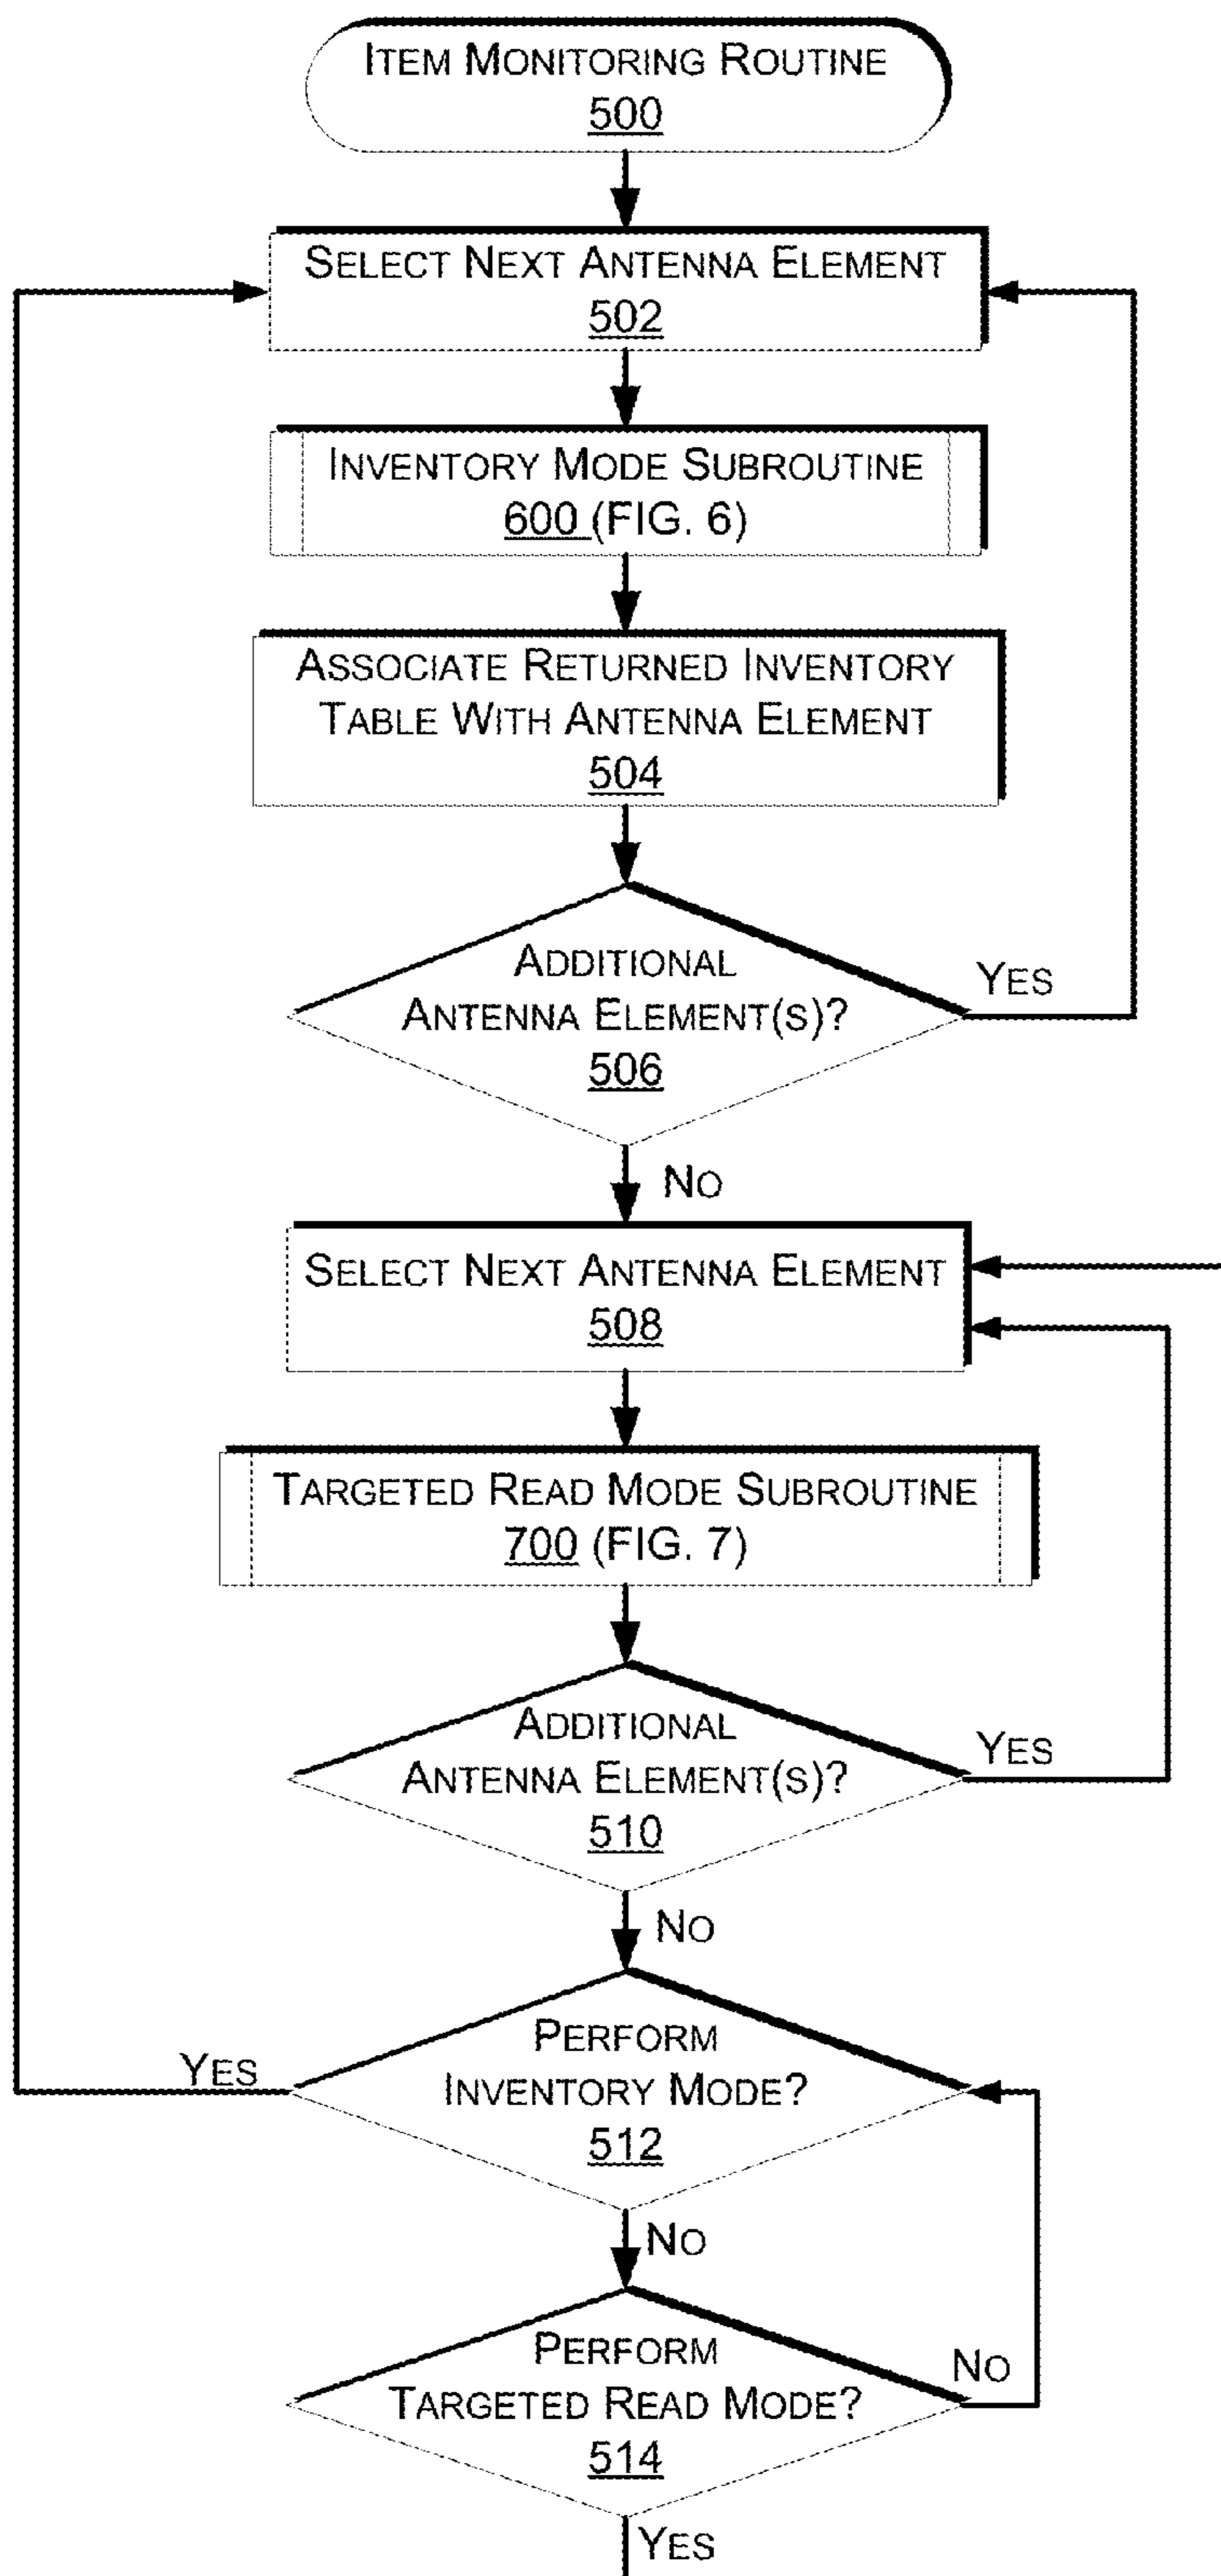 ITEM MONITORING ROUTINE
500
SELECT NEXT ANTENNA ELEMENT
502
INVENTORY MODE SUBROUTINE
600 (FIG. 6)
ASSOCIATE RETURNED INVENTORY
TABLE WITH ANTENNA ELEMENT
504
ADDITIONAL
ANTENNA ELEMENT(S)?
506
YES
NO
SELECT NEXT ANTENNA ELEMENT
508
TARGETED READ MODE SUBROUTINE
700 (FIG. 7)
ADDITIONAL
ANTENNA ELEMENT(S)?
510
YES
NO
PERFORM
INVENTORY MODE?
512
YES
NO
PERFORM
TARGETED READ MODE?
514
NO
YES